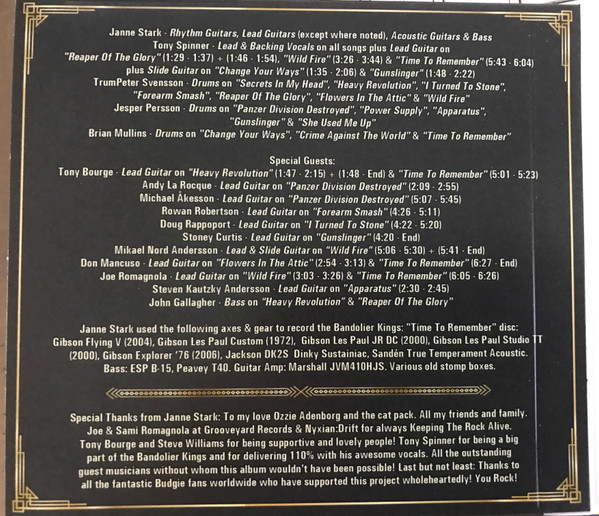 Janne Stark - Rhythm Guitars, Lead Guitars (except where noted), Acoustic Guitars & Bass
Tony Spinner - Lead & Backing Vocals on all songs plus Lead Guitar on
"Reaper Of The Glory" (1:29 - 1:37) + (1:46 - 1:54), "Wild Fire" (3:26 - 3:44) & "Time To Remember" (5:43 - 6:04)
plus Slide Guitar on "Change Your Ways" (1:35 - 2:06) & "Gunslinger" (1:48 - 2:22)
TrumPeter Svensson - Drums on "Secrets In My Head", "Heavy Revolution", "I Turned To Stone",
"Forearm Smash", "Reaper Of The Glory", "Flowers In The Attic" & "Wild Fire"
Jesper Persson - Drums on "Panzer Division Destroyed", "Power Supply", "Apparatus",
"Gunslinger" & "She Used Me Up"
Brian Mullins - Drums on "Change Your Ways", "Crime Against The World" & "Time To Remember"
Special Guests:
Tony Bourge - Lead Guitar on "Heavy Revolution" (1:47 - 2:15) + (1:48 - End) & "Time To Remember" (5:01 - 5:23)
Andy La Rocque - Lead Guitar on "Panzer Division Destroyed" (2:09 - 2:55)
Michael Åkesson - Lead Guitar on "Panzer Division Destroyed" (5:07 - 5:45)
Rowan Robertson - Lead Guitar on "Forearm Smash" (4:26 - 5:11)
Doug Rappoport - Lead Guitar on "I Turned To Stone" (4:22 - 5:20)
Stoney Curtis - Lead Guitar on "Gunslinger" (4:20 - End)
Mikael Nord Andersson - Lead & Slide Guitar on "Wild Fire" (5:06 - 5:30) + (5:41 - End)
Don Mancuso - Lead Guitar on "Flowers In The Attic" (2:54 - 3:13) & "Time To Remember" (6:27 - End)
Joe Romagnola - Lead Guitar on "Wild Fire" (3:03 - 3:26) & "Time To Remember" (6:05 - 6:26)
Steven Kautzky Andersson - Lead Guitar on "Apparatus" (2:30 - 2:45)
John Gallagher - Bass on "Heavy Revolution" & "Reaper Of The Glory"
Janne Stark used the following axes & gear to record the Bandolier Kings: "Time To Remember" disc:
Gibson Flying V (2004), Gibson Les Paul Custom (1972), Gibson Les Paul JR DC (2000), Gibson Les Paul Studio TT
(2000), Gibson Explorer '76 (2006), Jackson DK2S Dinky Sustainiac, Sandén True Temperament Acoustic.
Bass: ESP B-15, Peavey T40. Guitar Amp: Marshall JVM410HJS. Various old stomp boxes.
Special Thanks from Janne Stark: To my love Ozzie Adenborg and the cat pack. All my friends and family.
Joe & Sami Romagnola at Grooveyard Records & Nyxian:Drift for always Keeping The Rock Alive.
Tony Bourge and Steve Williams for being supportive and lovely people! Tony Spinner for being a big
part of the Bandolier Kings and for delivering 110% with his awesome vocals. All the outstanding
guest musicians without whom this album wouldn't have been possible! Last but not least: Thanks to
all the fantastic Budgie fans worldwide who have supported this project wholeheartedly! You Rock!